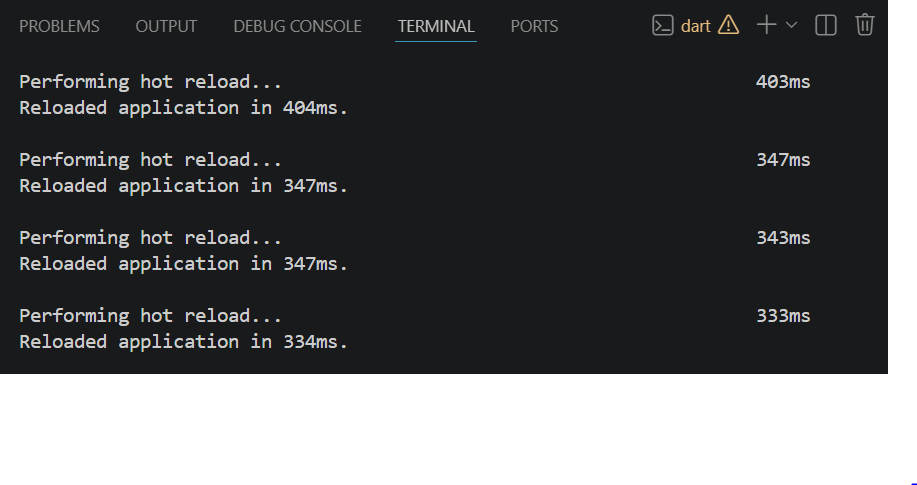 PROBLEMS OUTPUT DEBUG CONSOLE TERMINAL PORTS dart
Performing hot reload... 403ms
Reloaded application in 404ms.
Performing hot reload... 347ms
Reloaded application in 347ms.
Performing hot reload... 343ms
Reloaded application in 347ms.
Performing hot reload... 333ms
Reloaded application in 334ms.